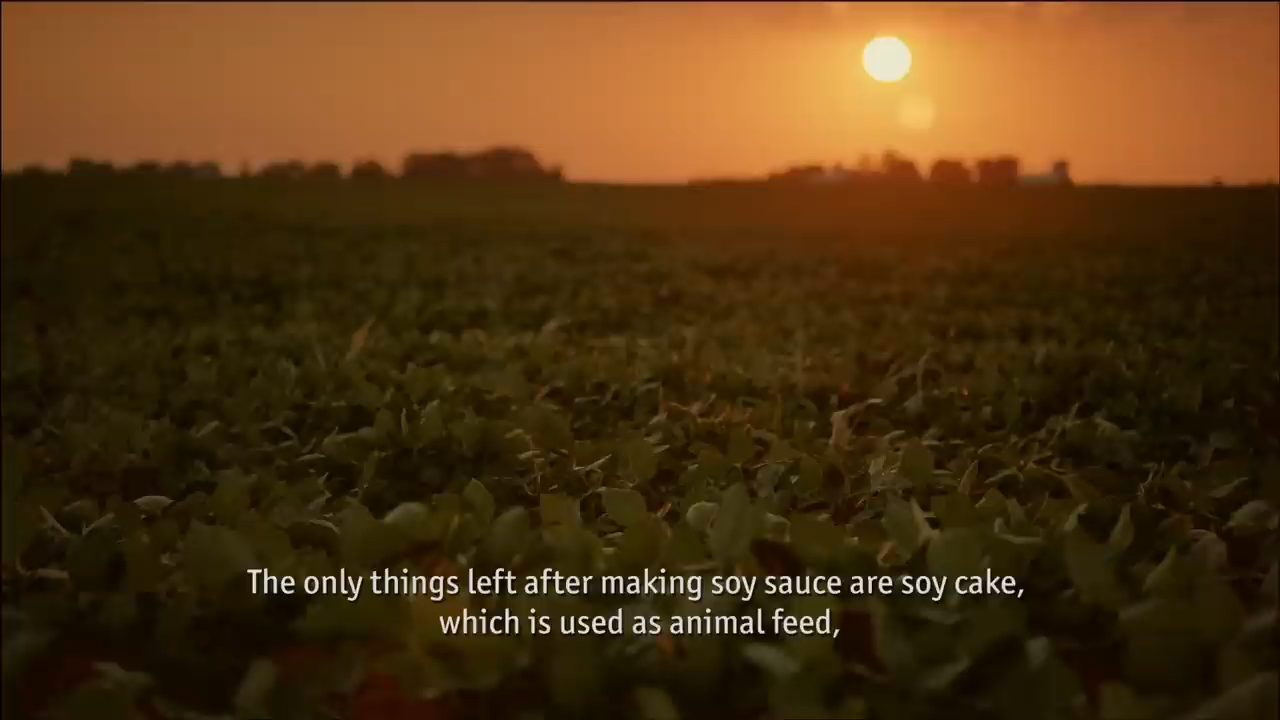 The only things left after making soy sauce are soy cake,
which is used as animal feed,